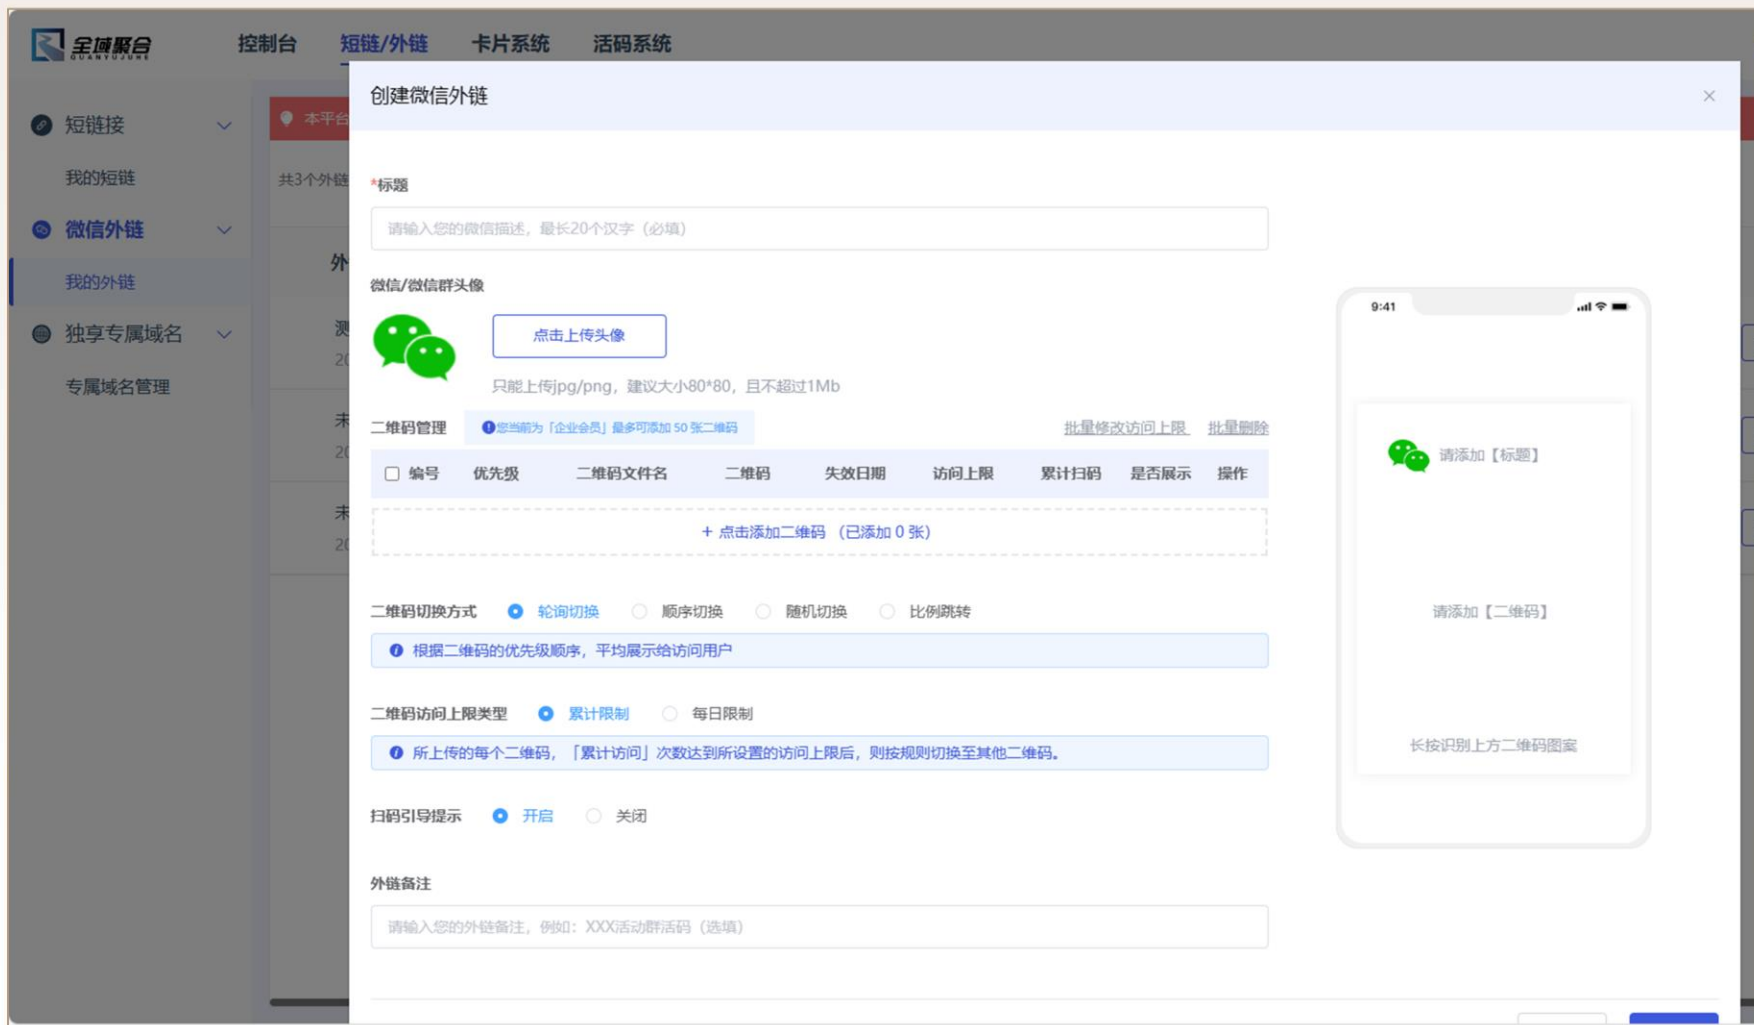 全域聚合
QUANYUJUHE
控制台
短链/外链
卡片系统
活码系统
创建微信外链
短链接
我的短链
微信外链
我的外链
独享专属域名
专属域名管理
本平台
共3个外链
外
测
20
未
20
未
20
*标题
请输入您的微信描述，最长20个汉字（必填）
微信/微信群头像
点击上传头像
只能上传jpg/png，建议大小80*80，且不超过1Mb
二维码管理
您当前为「企业会员」最多可添加 50 张二维码
批量修改访问上限
批量删除
编号 优先级 二维码文件名 二维码 失效日期 访问上限 累计扫码 是否展示 操作
+ 点击添加二维码 （已添加 0 张）
二维码切换方式 轮询切换 顺序切换 随机切换 比例跳转
根据二维码的优先级顺序，平均展示给访问用户
二维码访问上限类型 累计限制 每日限制
所上传的每个二维码，「累计访问」次数达到所设置的访问上限后，则按规则切换至其他二维码。
扫码引导提示 开启 关闭
外链备注
请输入您的外链备注，例如：XXX活动群活码（选填）
9:41
请添加【标题】
请添加【二维码】
长按识别上方二维码图案